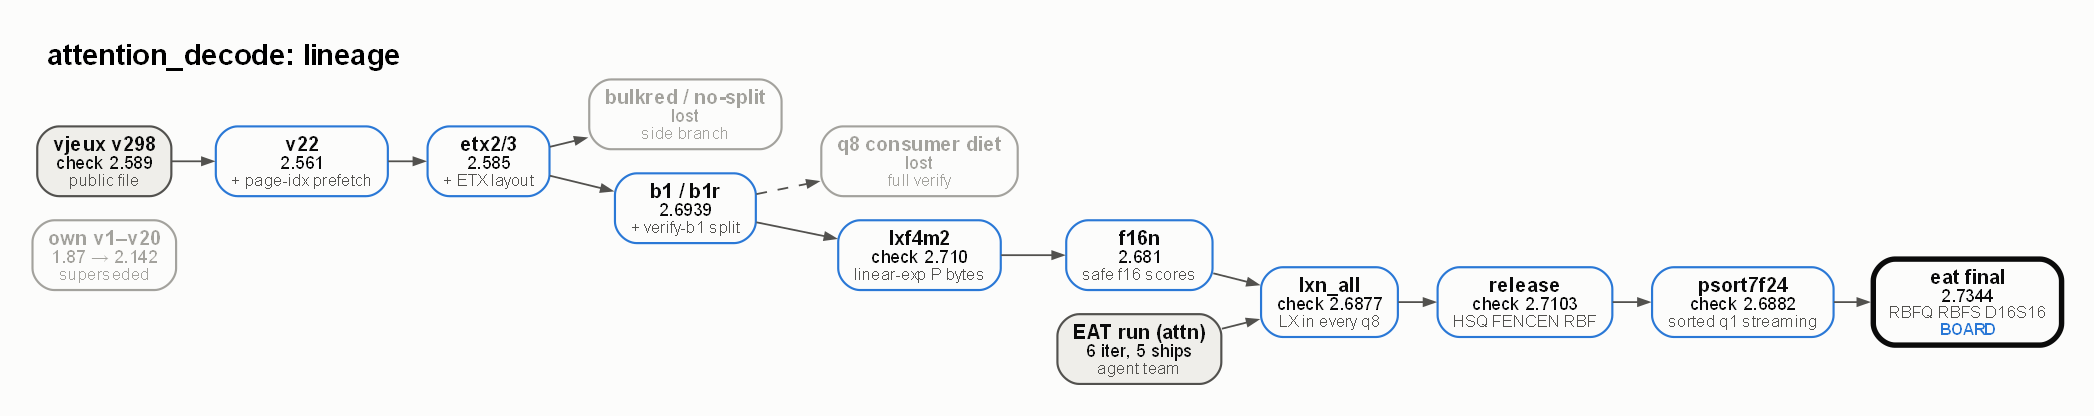 attention_decode: lineage
vjeux v298
check 2.589
public file
own v1–v20
1.87 → 2.142
superseded
v22
2.561
+ page-idx prefetch
etx2/3
2.585
+ ETX layout
bulkred / no-split
lost
side branch
b1 / b1r
2.6939
+ verify-b1 split
q8 consumer diet
lost
full verify
lxf4m2
check 2.710
linear-exp P bytes
f16n
2.681
safe f16 scores
EAT run (attn)
6 iter, 5 ships
agent team
lxn_all
check 2.6877
LX in every q8
release
check 2.7103
HSQ FENCEN RBF
psort7f24
check 2.6882
sorted q1 streaming
eat final
2.7344
RBFQ RBFS D16S16
BOARD